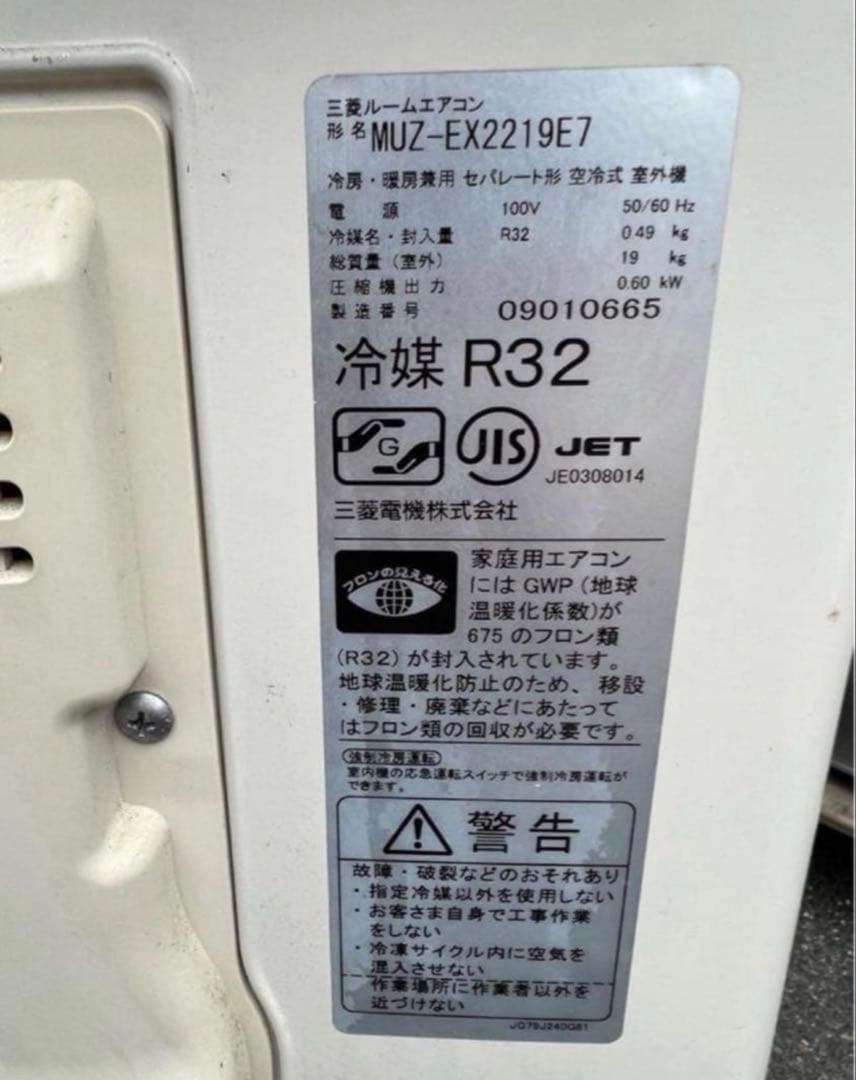 三菱ルームエアコン
形名 MUZ-EX2219E7
冷房・暖房兼用 セパレート形 空冷式 室外機
電源 100V 50/60 Hz
冷媒名・封入量 R32 0.49 kg
総質量(室外) 19 kg
圧縮機出力 0.60 kW
製造番号 09010665
冷媒 R32
G
JIS JET
JE0308014
三菱電機株式会社
フロンの見える化
家庭用エアコン
には GWP (地球
温暖化係数)が
675 のフロン類
(R32) が封入されています。
地球温暖化防止のため、移設
・修理・廃棄などにあたって
はフロン類の回収が必要です。
強制冷房運転
室内機の応急運転スイッチで強制冷房運転が
できます。
警告
故障・破裂などのおそれあり
・指定冷媒以外を使用しない
・お客さま自身で工事作業
をしない
・冷凍サイクル内に空気を
混入させない
作業場所に作業者以外を
近づけない
JG79J240G81